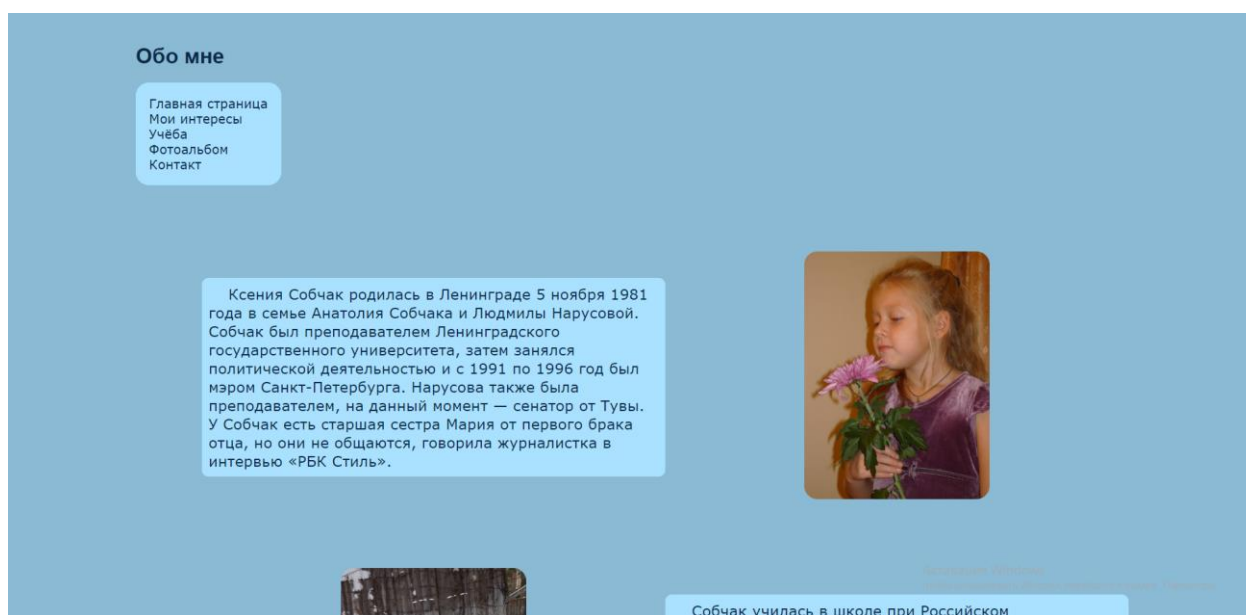 Обо мне
Главная страница
Мои интересы
Учёба
Фотоальбом
Контакт
Ксения Собчак родилась в Ленинграде 5 ноября 1981
года в семье Анатолия Собчака и Людмилы Нарусовой.
Собчак был преподавателем Ленинградского
государственного университета, затем занялся
политической деятельностью и с 1991 по 1996 год был
мэром Санкт-Петербурга. Нарусова также была
преподавателем, на данный момент — сенатор от Тувы.
У Собчак есть старшая сестра Мария от первого брака
отца, но они не общаются, говорила журналистка в
интервью «РБК Стиль».
Windows
Собчак училась в школе при Российском